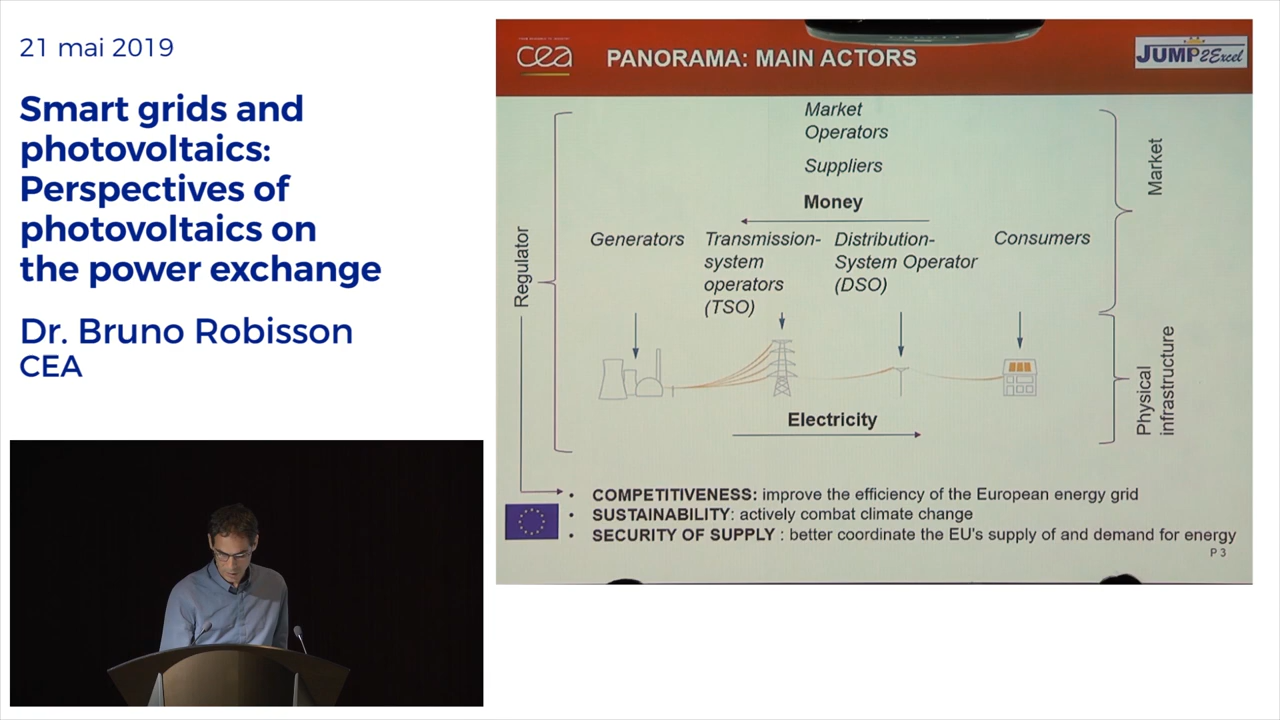 21 mai 2019
Smart grids and
photovoltaics:
Perspectives of
photovoltaics on
the power exchange
Dr. Bruno Robisson
CEA
cea
PANORAMA: MAIN ACTORS
JUMP2Excel
Market
Operators
Suppliers
Money
Generators
Transmission-
system
operators
(TSO)
Distribution-
System Operator
(DSO)
Consumers
Regulator
Market
Physical
infrastructure
Electricity
• COMPETITIVENESS: improve the efficiency of the European energy grid
• SUSTAINABILITY: actively combat climate change
• SECURITY OF SUPPLY : better coordinate the EU's supply of and demand for energy
P 3